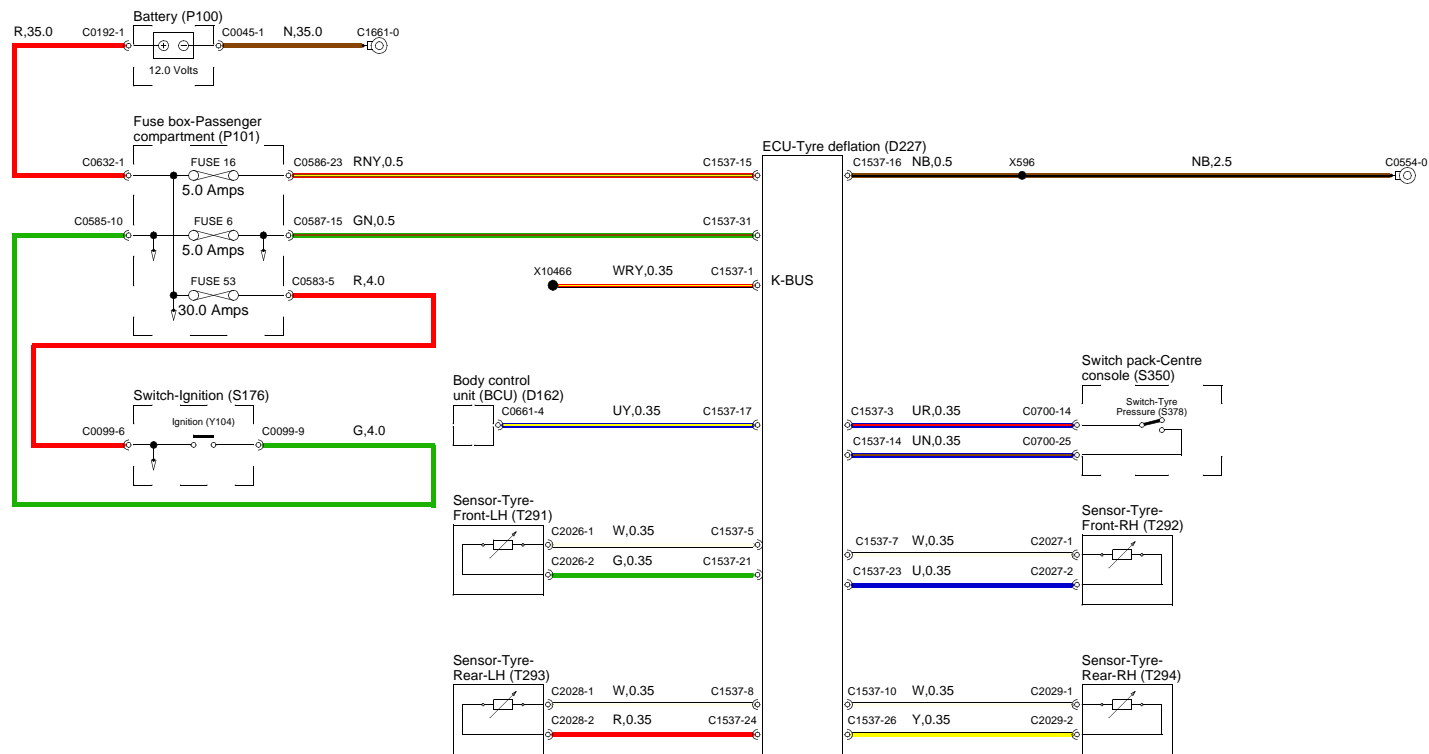 Battery (P100)
R,35.0 C0192-1 C0045-1 N,35.0 C1661-0
12.0 Volts
Fuse box-Passenger
compartment (P101)
ECU-Tyre deflation (D227)
C0632-1 FUSE 16 C0586-23 RNY,0.5 C1537-15 C1537-16 NB,0.5 X596 NB,2.5 C0554-0
5.0 Amps
C0585-10 FUSE 6 C0587-15 GN,0.5 C1537-31
5.0 Amps
X10466 WRY,0.35 C1537-1
K-BUS
FUSE 53 C0583-5 R,4.0
30.0 Amps
Switch pack-Centre
console (S350)
Body control
unit (BCU) (D162)
Switch-Ignition (S176)
Switch-Tyre
Pressure (S378)
C0661-4 UY,0.35 C1537-17 C1537-3 UR,0.35 C0700-14
Ignition (Y104)
C0099-6 C0099-9 G,4.0
C1537-14 UN,0.35 C0700-25
Sensor-Tyre-
Front-LH (T291)
Sensor-Tyre-
Front-RH (T292)
C2026-1 W,0.35 C1537-5
C1537-7 W,0.35 C2027-1
C2026-2 G,0.35 C1537-21
C1537-23 U,0.35 C2027-2
Sensor-Tyre-
Rear-LH (T293)
Sensor-Tyre-
Rear-RH (T294)
C2028-1 W,0.35 C1537-8 C1537-10 W,0.35 C2029-1
C2028-2 R,0.35 C1537-24 C1537-26 Y,0.35 C2029-2